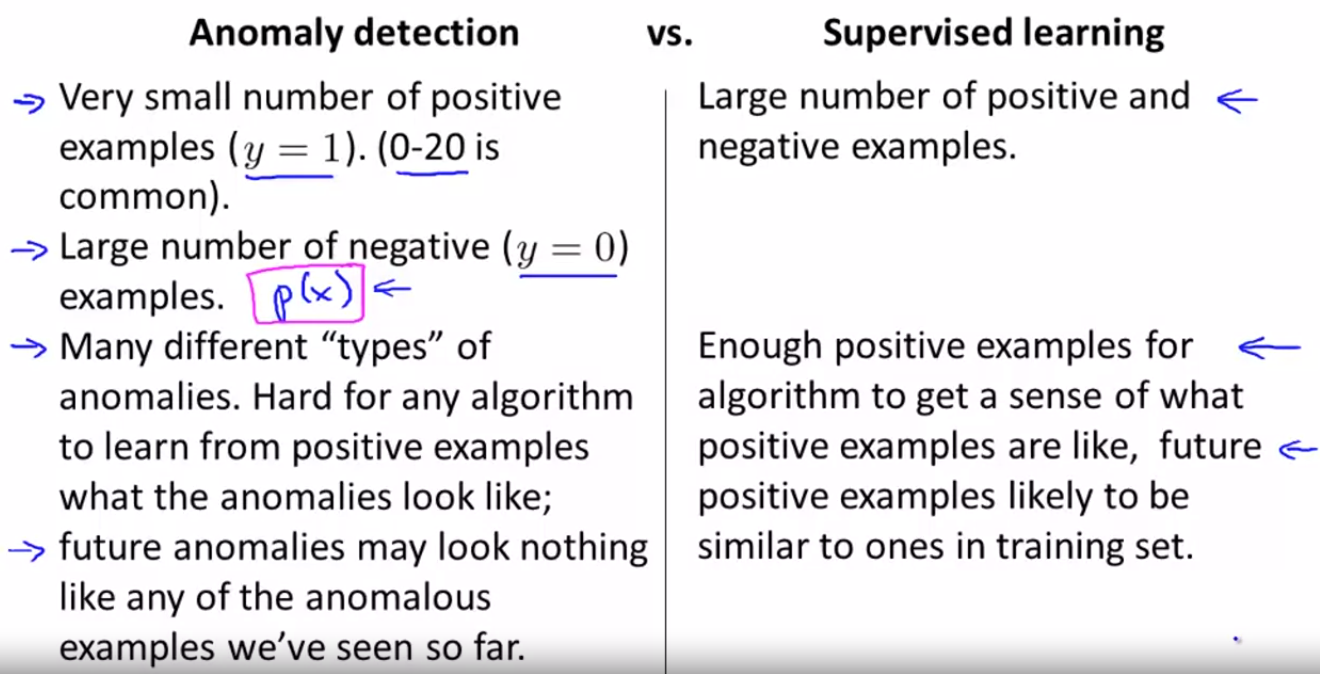 Anomaly detection vs. Supervised learning
→ Very small number of positive
examples (y = 1). (0-20 is
common).
→ Large number of negative (y = 0)
examples. p(x) ←
→ Many different “types” of
anomalies. Hard for any algorithm
to learn from positive examples
what the anomalies look like;
→ future anomalies may look nothing
like any of the anomalous
examples we’ve seen so far.
Large number of positive and ←
negative examples.
Enough positive examples for ←
algorithm to get a sense of what
positive examples are like, future ←
positive examples likely to be
similar to ones in training set.